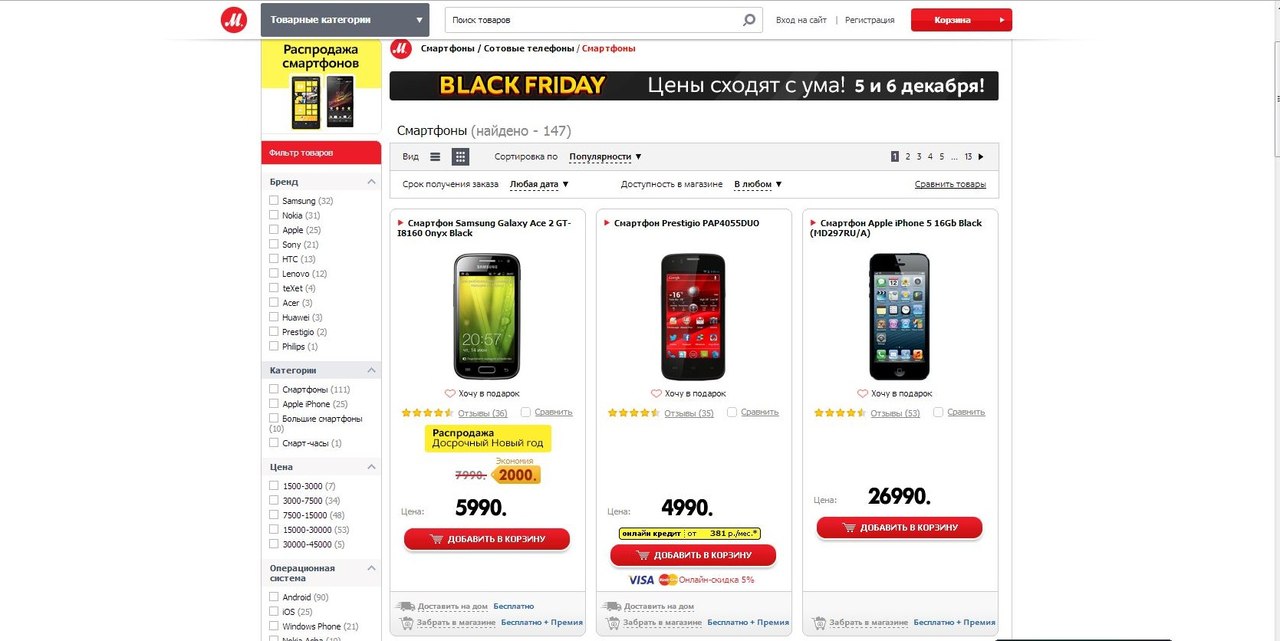 М.
Товарные категории
Поиск товаров
Вход на сайт | Регистрация
Корзина
Распродажа
смартфонов
М.
Смартфоны / Сотовые телефоны / Смартфоны
BLACK FRIDAY Цены сходят с ума! 5 и 6 декабря!
Смартфоны (найдено - 147)
Вид
Сортировка по Популярности
1 2 3 4 5 ... 13
Срок получения заказа Любая дата
Доступность в магазине В любом
Сравнить товары
Фильтр товаров
Бренд
Samsung (32)
Nokia (31)
Apple (25)
Sony (21)
HTC (13)
Lenovo (12)
teXet (4)
Acer (3)
Huawei (3)
Prestigio (2)
Philips (1)
Категории
Смартфоны (111)
Apple iPhone (25)
Большие смартфоны
(10)
Смарт-часы (1)
Цена
1500-3000 (7)
3000-7500 (34)
7500-15000 (48)
15000-30000 (53)
30000-45000 (5)
Операционная
система
Android (90)
iOS (25)
Windows Phone (21)
Nokia Asha (10)
Смартфон Samsung Galaxy Ace 2 GT-
I8160 Onyx Black
SAMSUNG
20:57
Хочу в подарок
Отзывы (36)
Сравнить
Распродажа
Досрочный Новый год
Экономия
7990. 2000.
Цена: 5990.
ДОБАВИТЬ В КОРЗИНУ
Доставить на дом Бесплатно
Забрать в магазине Бесплатно + Премия
Смартфон Prestigio PAP4055DUO
Хочу в подарок
Отзывы (35)
Сравнить
Цена: 4990.
онлайн кредит от 381 р./мес.*
ДОБАВИТЬ В КОРЗИНУ
VISA MasterCard Онлайн-скидка 5%
Доставить на дом
Забрать в магазине Бесплатно + Премия
Смартфон Apple iPhone 5 16Gb Black
(MD297RU/A)
Хочу в подарок
Отзывы (53)
Сравнить
Цена: 26990.
ДОБАВИТЬ В КОРЗИНУ
Забрать в магазине Бесплатно + Премия